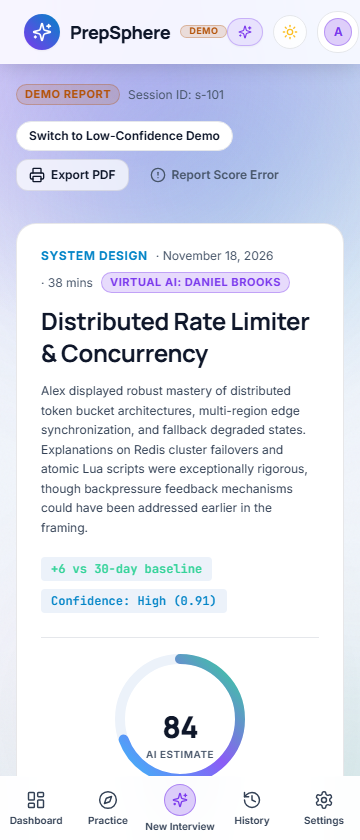 PrepSphere DEMO A
DEMO REPORT Session ID: s-101
Switch to Low-Confidence Demo
Export PDF Report Score Error
SYSTEM DESIGN · November 18, 2026
· 38 mins VIRTUAL AI: DANIEL BROOKS
Distributed Rate Limiter
& Concurrency
Alex displayed robust mastery of distributed
token bucket architectures, multi-region edge
synchronization, and fallback degraded states.
Explanations on Redis cluster failovers and
atomic Lua scripts were exceptionally rigorous,
though backpressure feedback mechanisms
could have been addressed earlier in the
framing.
+6 vs 30-day baseline
Confidence: High (0.91)
84
AI ESTIMATE
Dashboard Practice New Interview History Settings